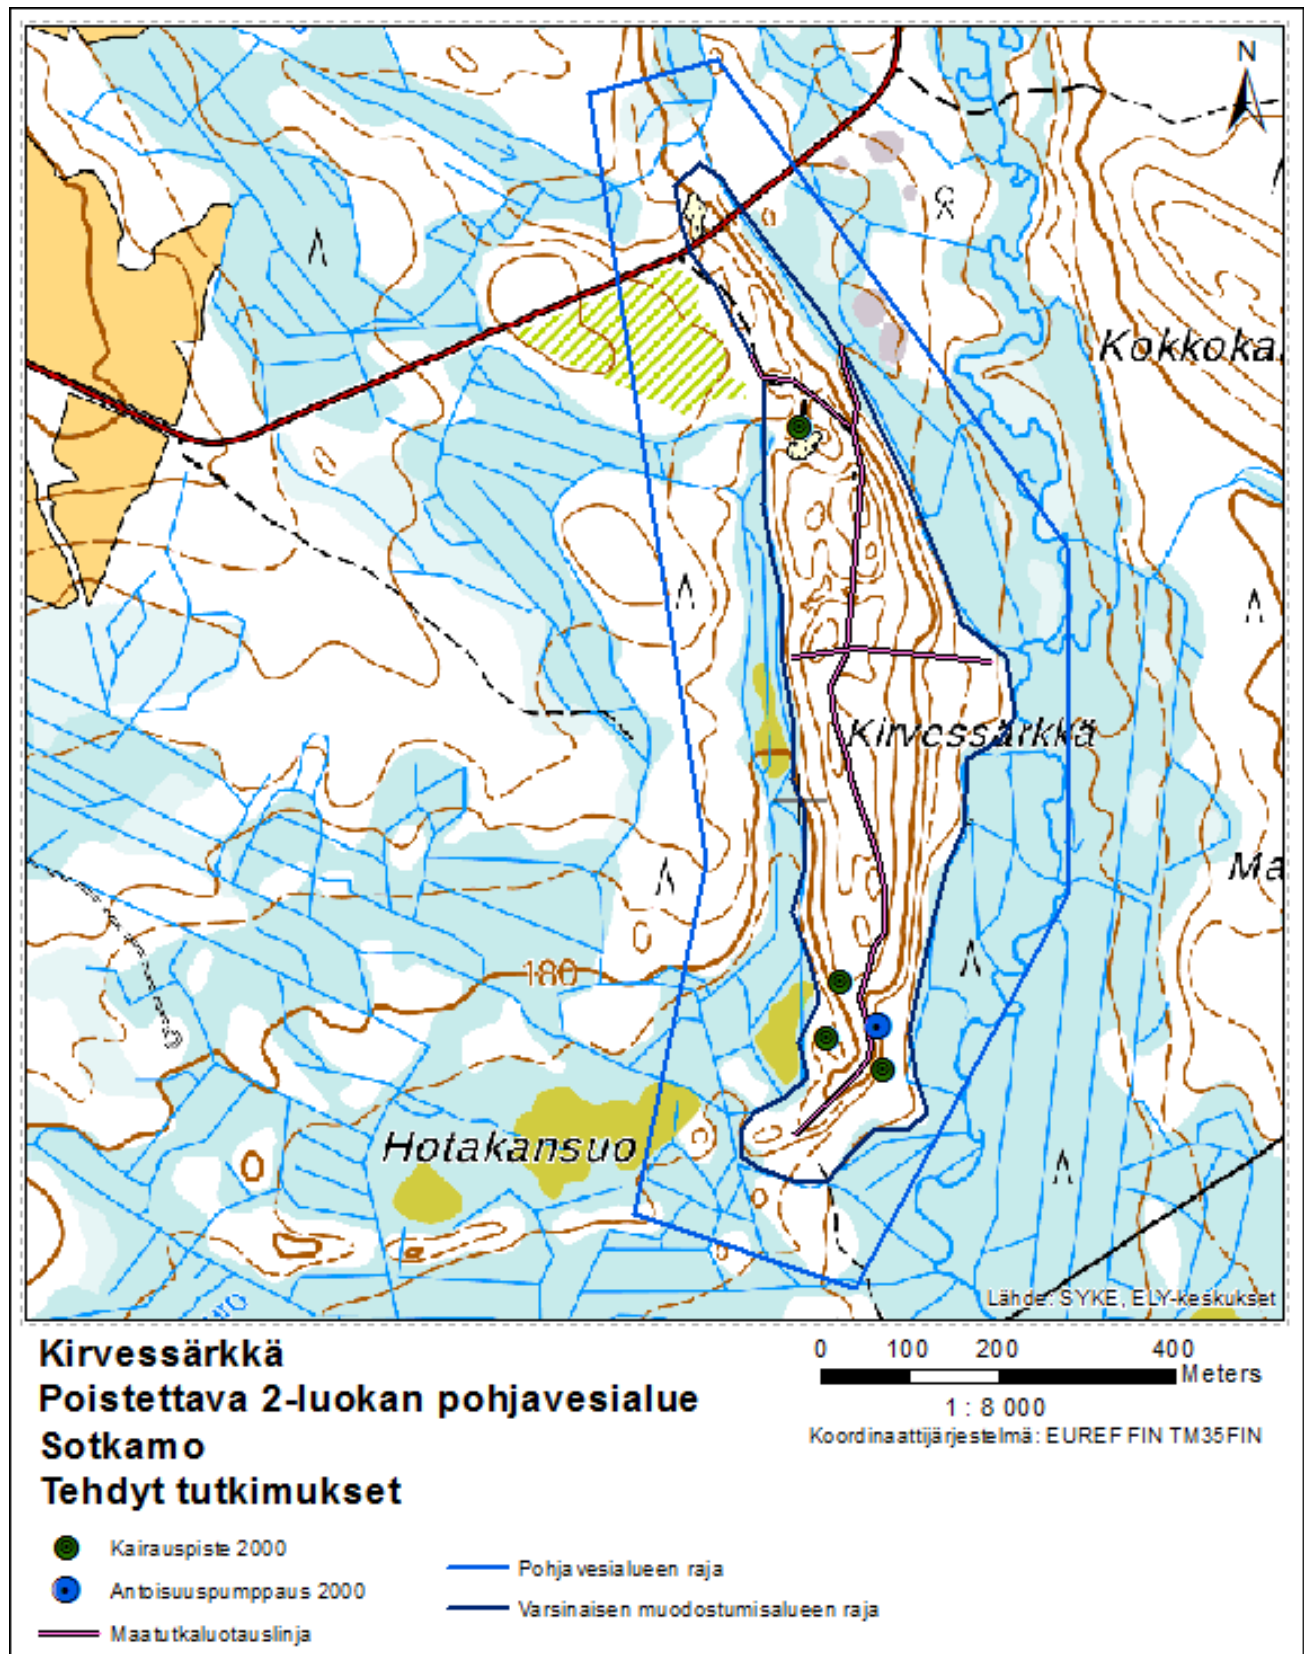 N
Kokkoka
Kirvessärkkä
Ma
180
Hotakansuo
Lähde: SYKE, ELY-keskukset
Kirvessärkkä
Poistettava 2-luokan pohjavesialue
Sotkamo
Tehdyt tutkimukset
0 100 200 400
Meters
1 : 8 000
Koordinaattijärjestelmä: EUREF FIN TM35FIN
Kairauspiste 2000
Antoisuuspumppaus 2000
Maatutkaluotauslinja
Pohjavesialueen raja
Varsinaisen muodostumisalueen raja